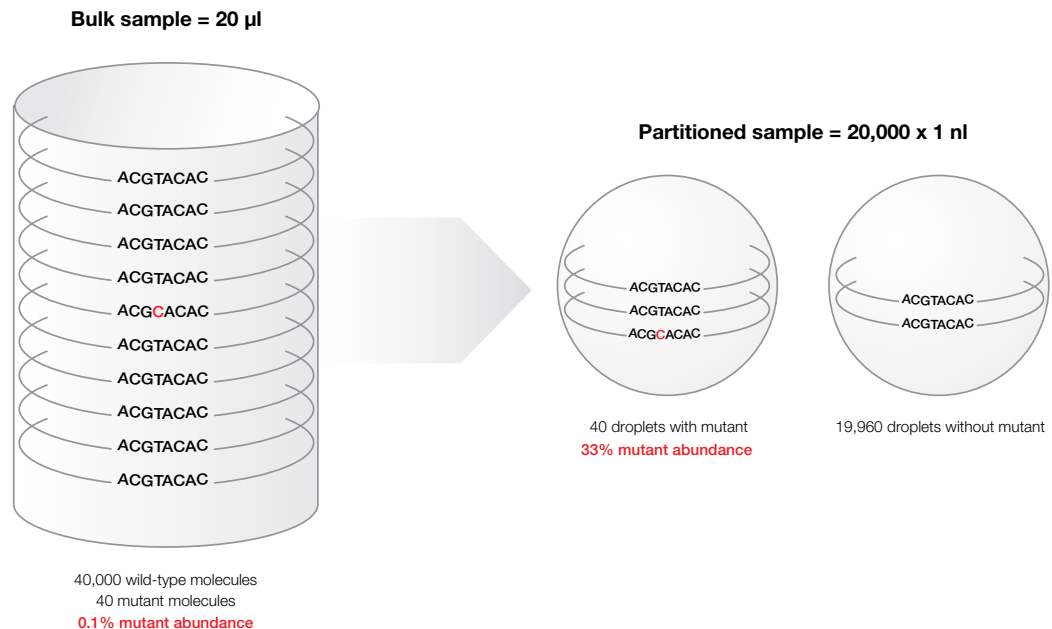 Bulk sample = 20 µl
ACGTACAC
ACGTACAC
ACGTACAC
ACGTACAC
ACGCACAC
ACGTACAC
ACGTACAC
ACGTACAC
ACGTACAC
ACGTACAC
40,000 wild-type molecules
40 mutant molecules
0.1% mutant abundance
Partitioned sample = 20,000 x 1 nl
ACGTACAC
ACGTACAC
ACGCACAC
40 droplets with mutant
33% mutant abundance
ACGTACAC
ACGTACAC
19,960 droplets without mutant